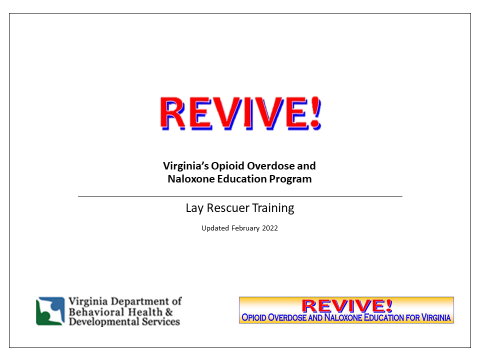 REVIVE!
Virginia's Opioid Overdose and
Naloxone Education Program
Lay Rescuer Training
Updated February 2022
Virginia Department of
Behavioral Health &
Developmental Services
REVIVE!
OPIOID OVERDOSE AND NALOXONE EDUCATION FOR VIRGINIA